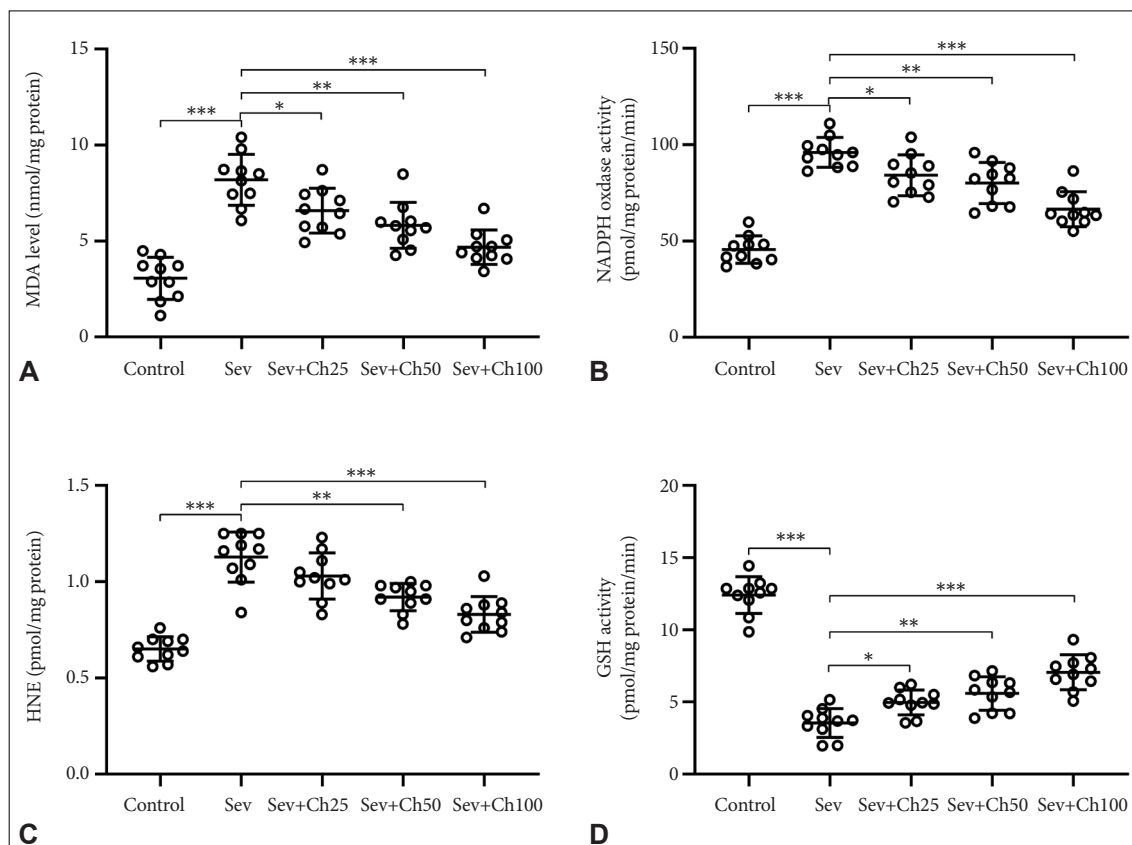 15
10
5
0
MDA level (nmol/mg protein)
***
**
*
***
Control
Sev
Sev+Ch25
Sev+Ch50
Sev+Ch100
A
150
100
50
0
NADPH oxdase activity
(pmol/mg protein/min)
***
**
*
***
Control
Sev
Sev+Ch25
Sev+Ch50
Sev+Ch100
B
1.5
1.0
0.5
0.0
HNE (pmol/mg protein)
***
**
***
Control
Sev
Sev+Ch25
Sev+Ch50
Sev+Ch100
C
20
15
10
5
0
GSH activity
(pmol/mg protein/min)
***
***
**
*
Control
Sev
Sev+Ch25
Sev+Ch50
Sev+Ch100
D